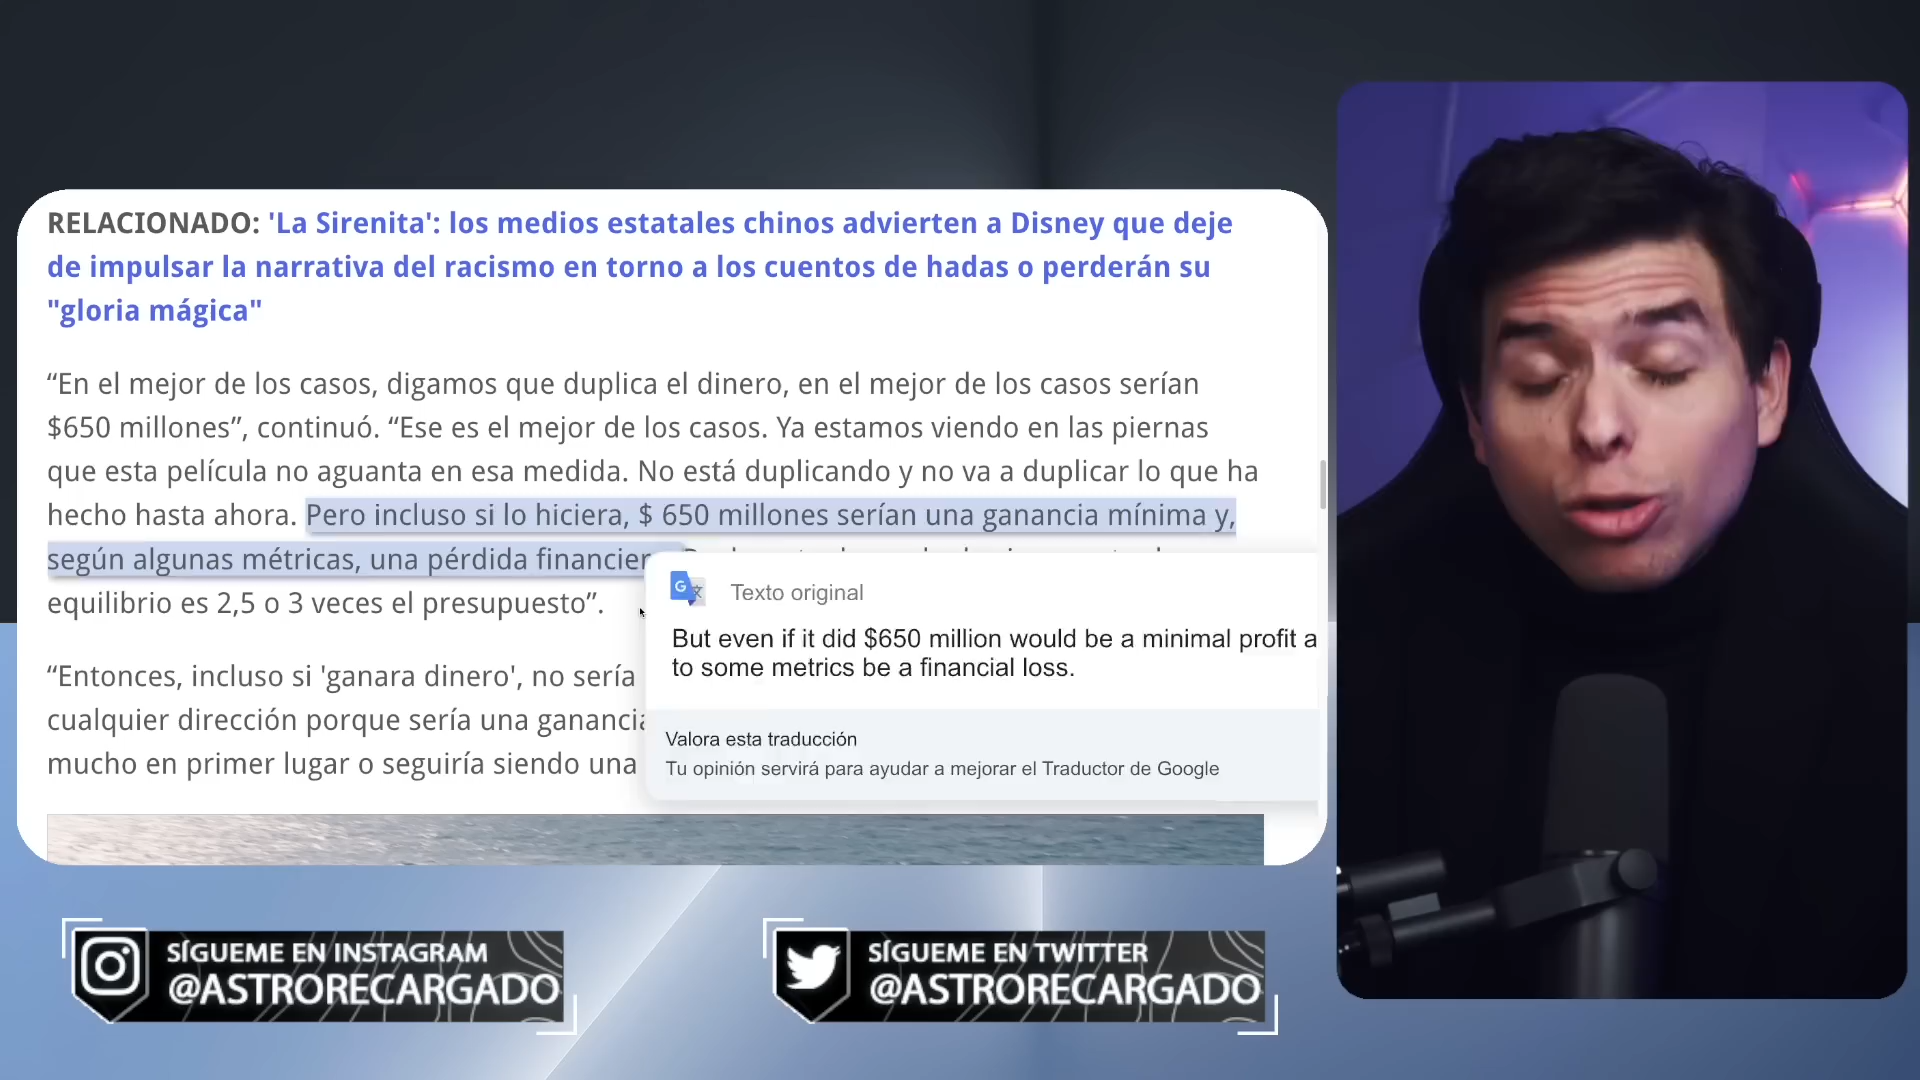 RELACIONADO: 'La Sirenita': los medios estatales chinos advierten a Disney que deje
de impulsar la narrativa del racismo en torno a los cuentos de hadas o perderán su
"gloria mágica"
“En el mejor de los casos, digamos que duplica el dinero, en el mejor de los casos serían
$650 millones”, continuó. “Ese es el mejor de los casos. Ya estamos viendo en las piernas
que esta película no aguanta en esa medida. No está duplicando y no va a duplicar lo que ha
hecho hasta ahora. Pero incluso si lo hiciera, $ 650 millones serían una ganancia mínima y,
según algunas métricas, una pérdida financier
equilibrio es 2,5 o 3 veces el presupuesto”.
“Entonces, incluso si 'ganara dinero', no sería
cualquier dirección porque sería una ganancia
mucho en primer lugar o seguiría siendo una
Texto original
But even if it did $650 million would be a minimal profit a
to some metrics be a financial loss.
Valora esta traducción
Tu opinión servirá para ayudar a mejorar el Traductor de Google
SÍGUEME EN INSTAGRAM
@ASTRORECARGADO
SÍGUEME EN TWITTER
@ASTRORECARGADO